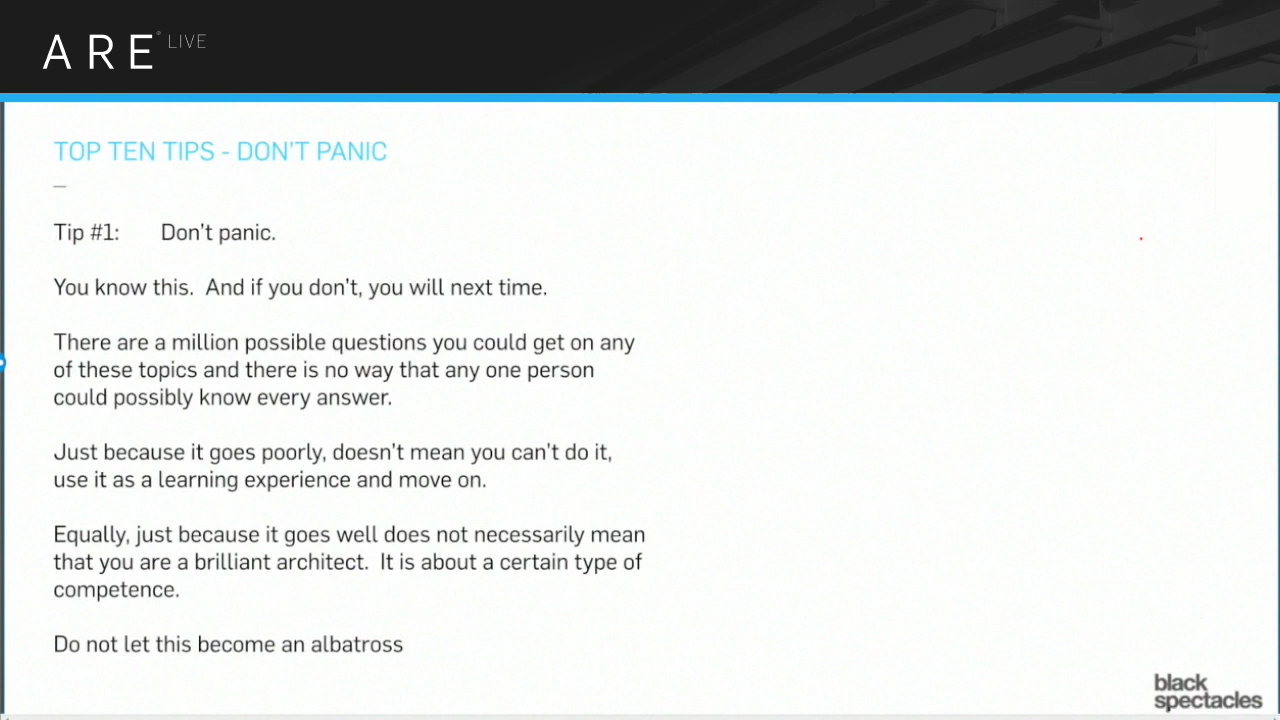 ARE® LIVE
TOP TEN TIPS - DON'T PANIC
—
Tip #1: Don't panic.
You know this. And if you don't, you will next time.
There are a million possible questions you could get on any
of these topics and there is no way that any one person
could possibly know every answer.
Just because it goes poorly, doesn't mean you can't do it,
use it as a learning experience and move on.
Equally, just because it goes well does not necessarily mean
that you are a brilliant architect. It is about a certain type of
competence.
Do not let this become an albatross
black
spectacles